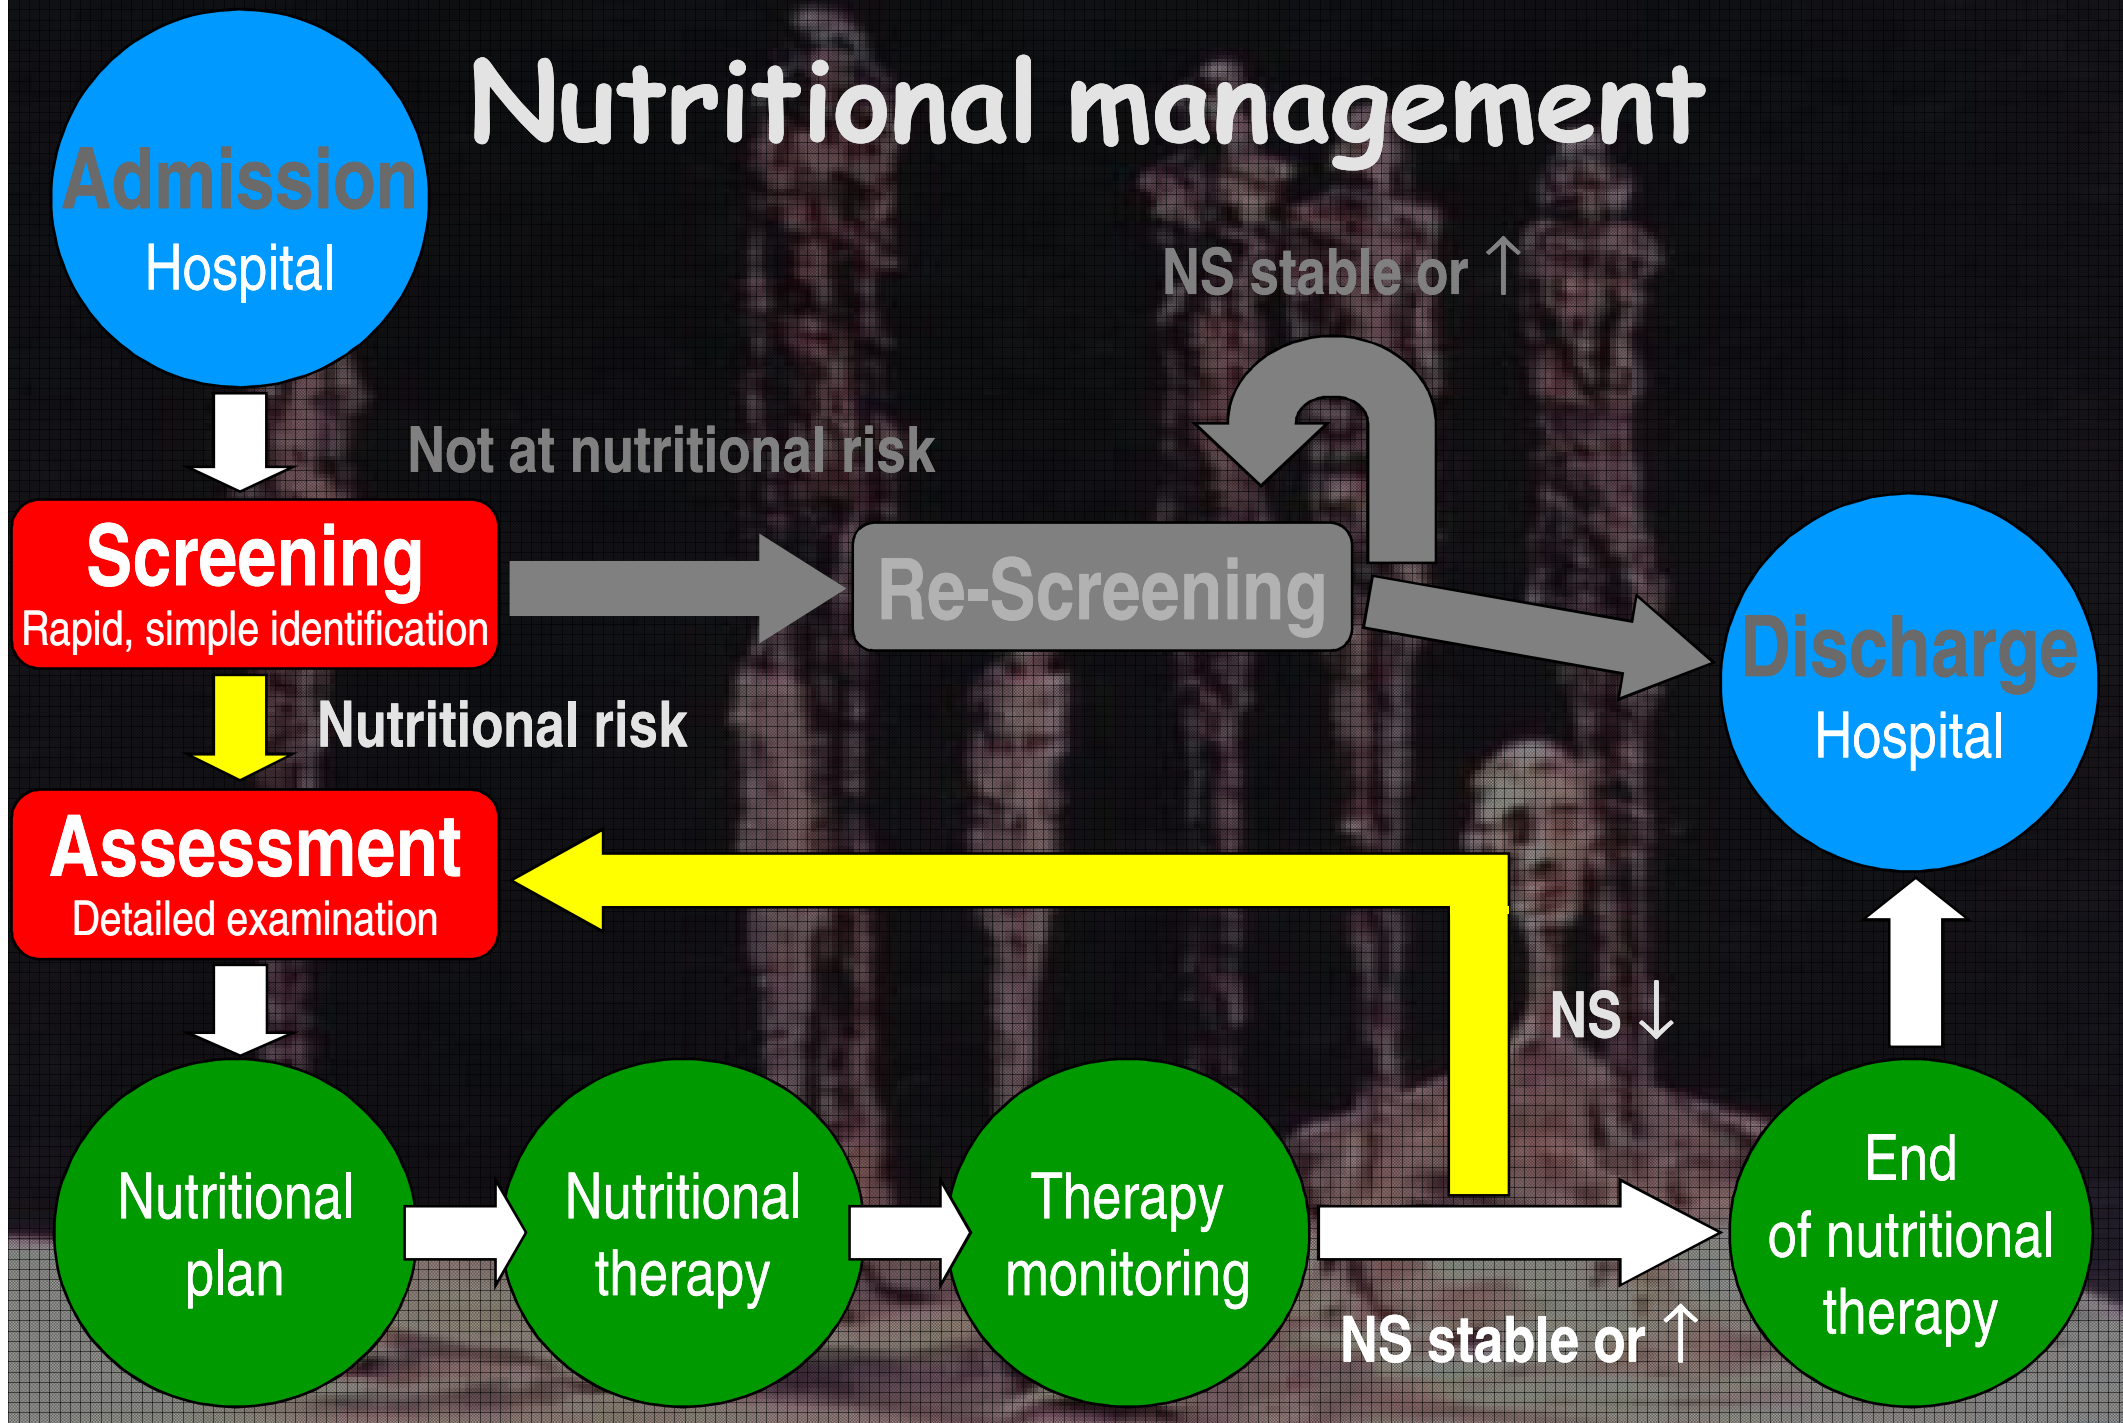 Nutritional management
Admission
Hospital
NS stable or ↑
Not at nutritional risk
Screening
Rapid, simple identification
Re-Screening
Discharge
Hospital
Nutritional risk
Assessment
Detailed examination
NS ↓
Nutritional
plan
Nutritional
therapy
Therapy
monitoring
NS stable or ↑
End
of nutritional
therapy